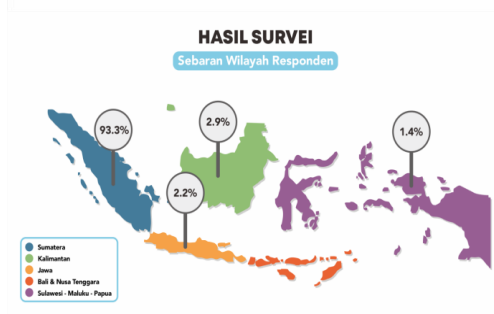 HASIL SURVEI
Sebaran Wilayah Responden
93.3%
2.9%
1.4%
2.2%
Sumatera
Kalimantan
Jawa
Bali & Nusa Tenggara
Sulawesi - Maluku - Papua